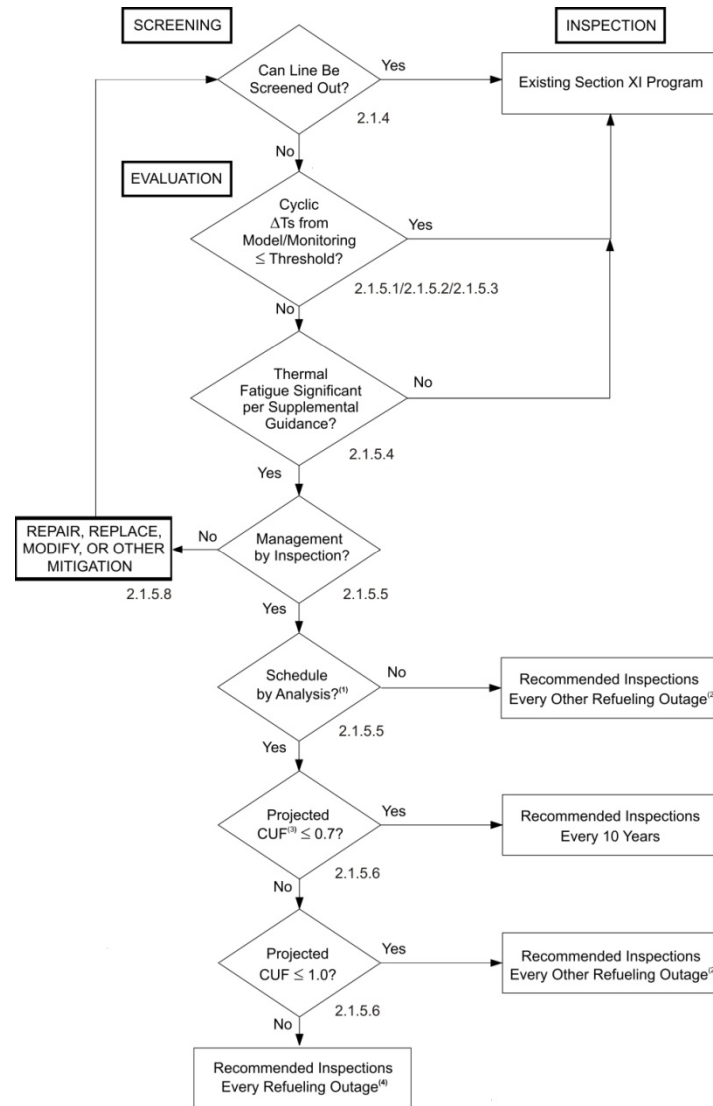 SCREENING
INSPECTION
Can Line Be
Screened Out?
Yes
Existing Section XI Program
2.1.4
No
EVALUATION
Cyclic
ΔTs from
Model/Monitoring
≤ Threshold?
Yes
2.1.5.1/2.1.5.2/2.1.5.3
No
Thermal
Fatigue Significant
per Supplemental
Guidance?
No
2.1.5.4
Yes
REPAIR, REPLACE,
MODIFY, OR OTHER
MITIGATION
No
Management
by Inspection?
2.1.5.8
2.1.5.5
Yes
Schedule
by Analysis?(1)
No
Recommended Inspections
Every Other Refueling Outage(2
2.1.5.5
Yes
Projected
CUF(3) ≤ 0.7?
Yes
Recommended Inspections
Every 10 Years
2.1.5.6
No
Projected
CUF ≤ 1.0?
Yes
Recommended Inspections
Every Other Refueling Outage(2
2.1.5.6
No
Recommended Inspections
Every Refueling Outage(4)